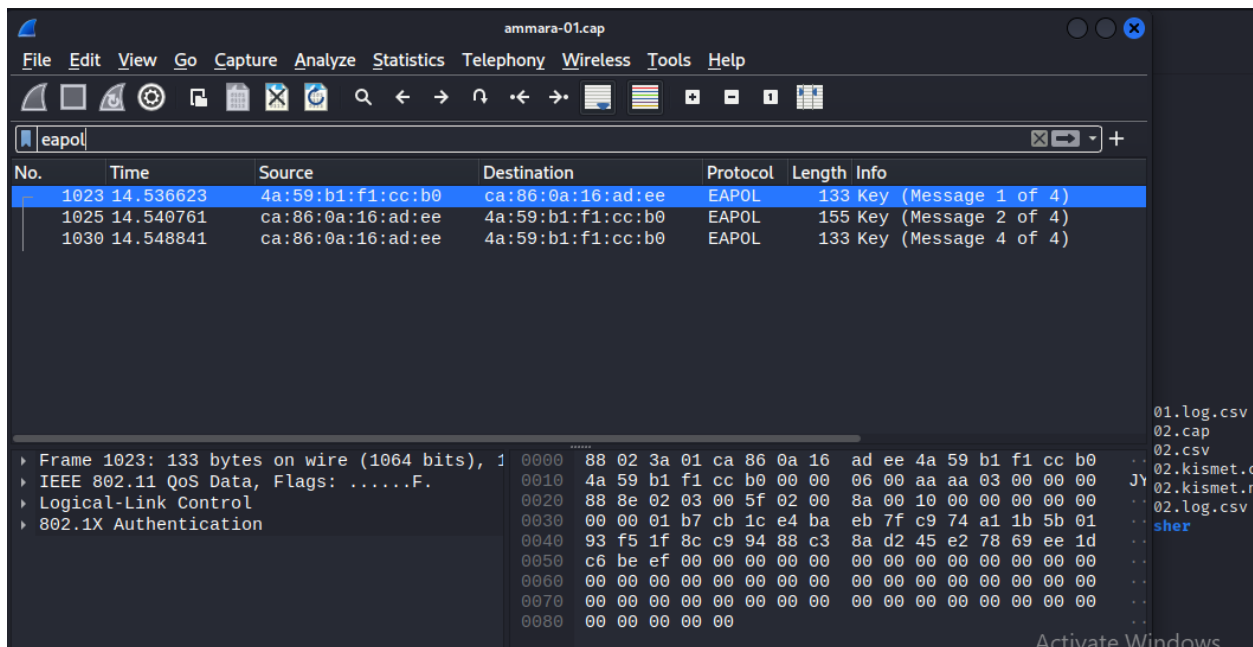 ammara-01.cap
File Edit View Go Capture Analyze Statistics Telephony Wireless Tools Help
eapol
No. Time Source Destination Protocol Length Info
1023 14.536623 4a:59:b1:f1:cc:b0 ca:86:0a:16:ad:ee EAPOL 133 Key (Message 1 of 4)
1025 14.540761 ca:86:0a:16:ad:ee 4a:59:b1:f1:cc:b0 EAPOL 155 Key (Message 2 of 4)
1030 14.548841 ca:86:0a:16:ad:ee 4a:59:b1:f1:cc:b0 EAPOL 133 Key (Message 4 of 4)
Frame 1023: 133 bytes on wire (1064 bits), 1
IEEE 802.11 QoS Data, Flags: ......F.
Logical-Link Control
802.1X Authentication
0000 88 02 3a 01 ca 86 0a 16 ad ee 4a 59 b1 f1 cc b0 ··
0010 4a 59 b1 f1 cc b0 00 00 06 00 aa aa 03 00 00 00 JY
0020 88 8e 02 03 00 5f 02 00 8a 00 10 00 00 00 00 00 ··
0030 00 00 01 b7 cb 1c e4 ba eb 7f c9 74 a1 1b 5b 01 ··
0040 93 f5 1f 8c c9 94 88 c3 8a d2 45 e2 78 69 ee 1d ··
0050 c6 be ef 00 00 00 00 00 00 00 00 00 00 00 00 00 ··
0060 00 00 00 00 00 00 00 00 00 00 00 00 00 00 00 00 ··
0070 00 00 00 00 00 00 00 00 00 00 00 00 00 00 00 00 ··
0080 00 00 00 00 00 ··
01.log.csv
02.cap
02.csv
02.kismet.c
02.kismet.n
02.log.csv
sher
Activate Windows